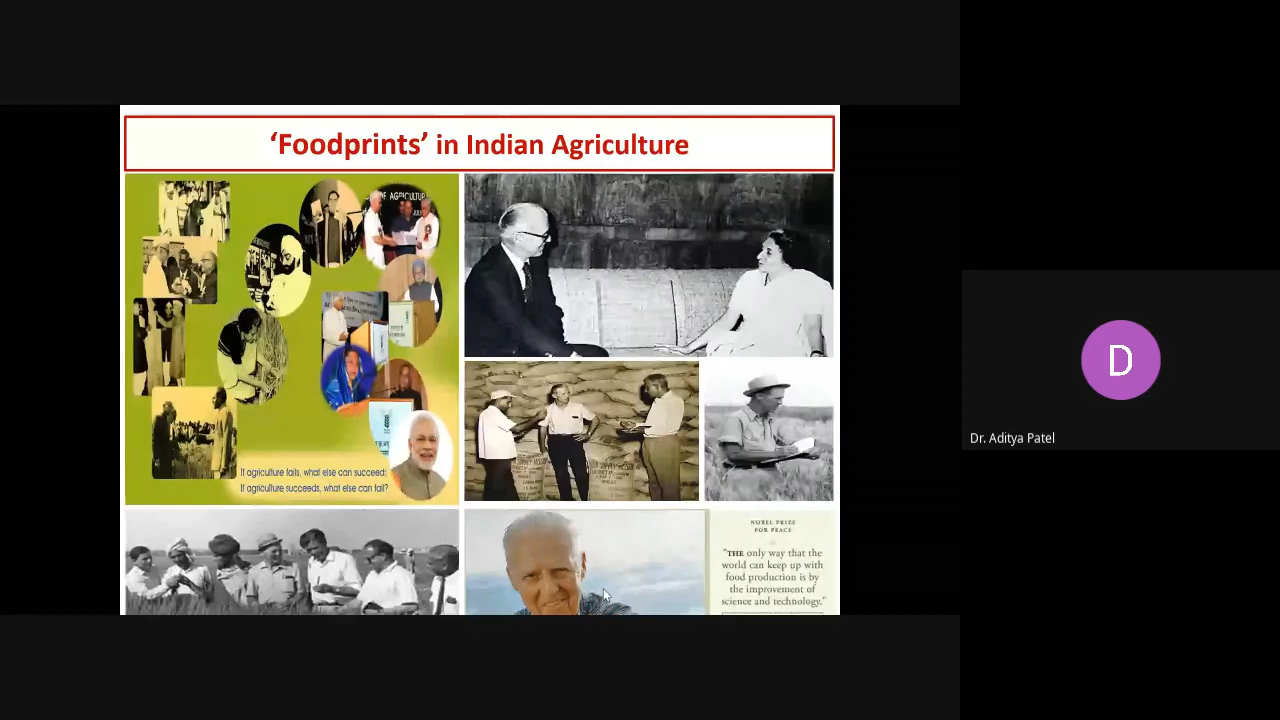 ‘Foodprints’ in Indian Agriculture
OF AGRICULTUR
If agriculture fails, what else can succeed;
If agriculture succeeds, what else can fail?
NOBEL PRIZE
FOR PEACE
"THE only way that the
world can keep up with
food production is by
the improvement of
science and technology."
D
Dr. Aditya Patel